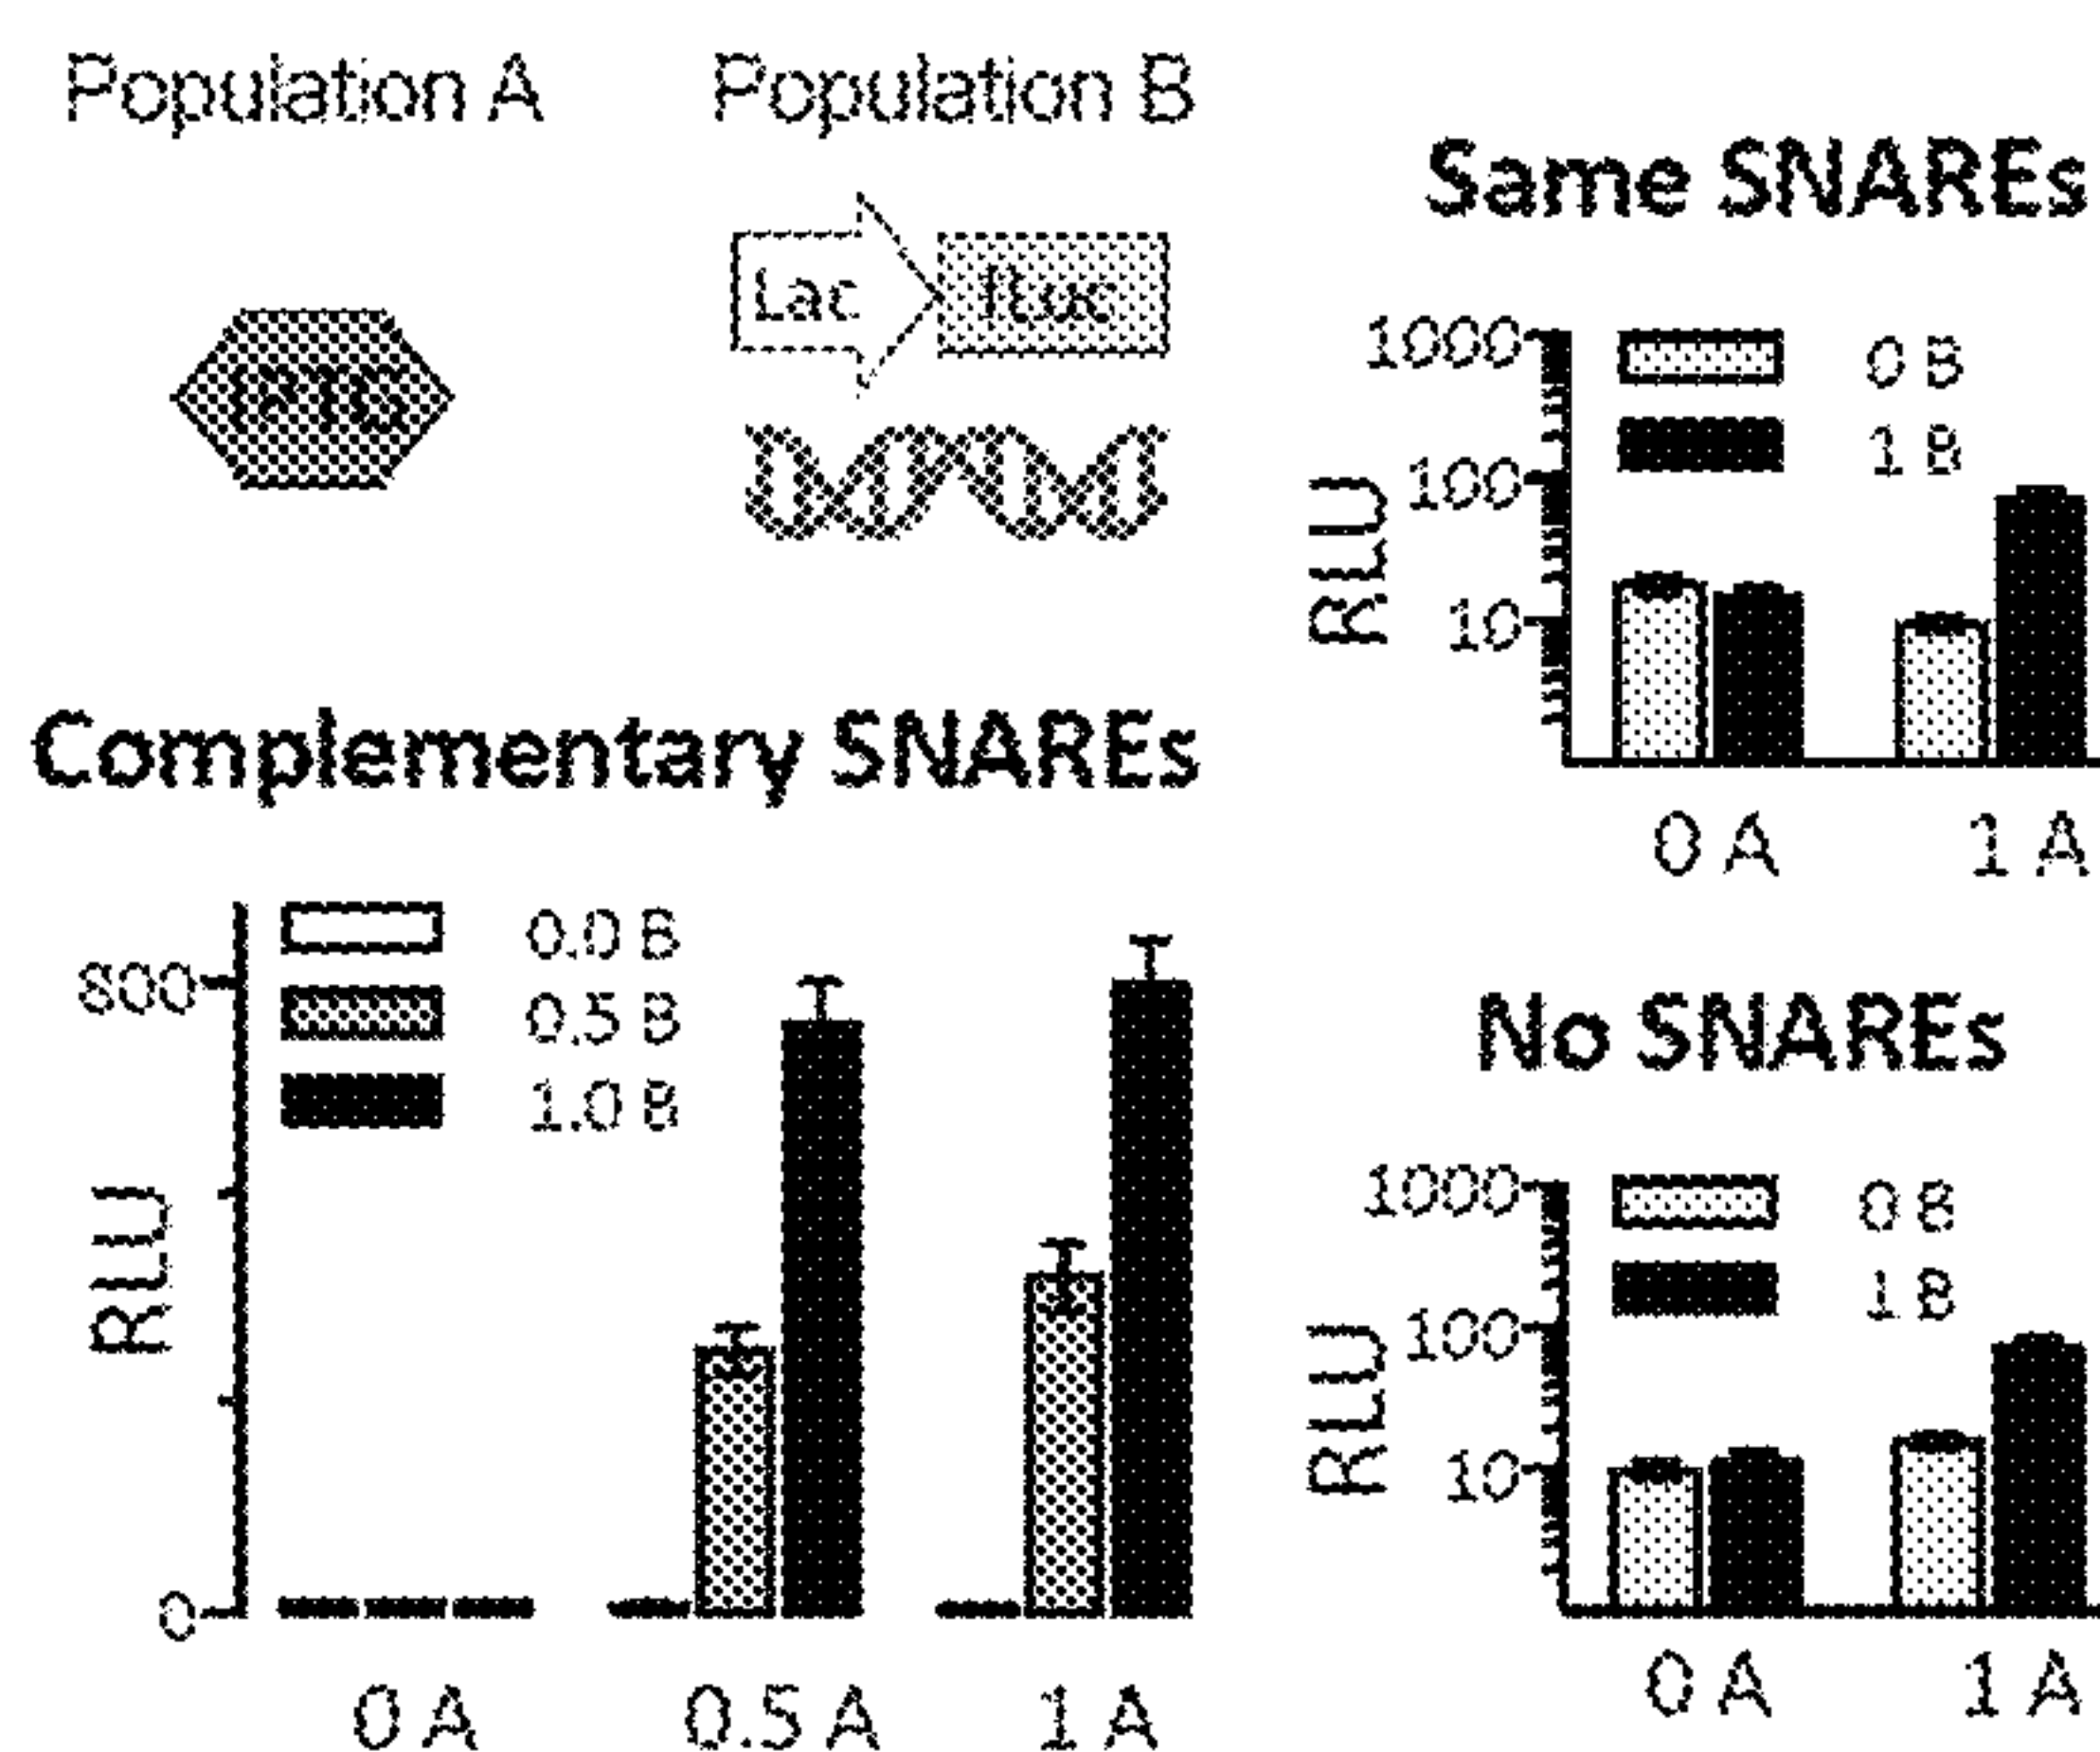 Population A
Population B
Lac
fluc
IPTG
Complementary SNAREs
800
0
RLU
0.0 B
0.5 B
1.0 B
0 A
0.5 A
1 A
Same SNAREs
1000
100
10
RLU
0 B
1 B
0 A
1 A
No SNAREs
1000
100
10
RLU
0 B
1 B
0 A
1 A